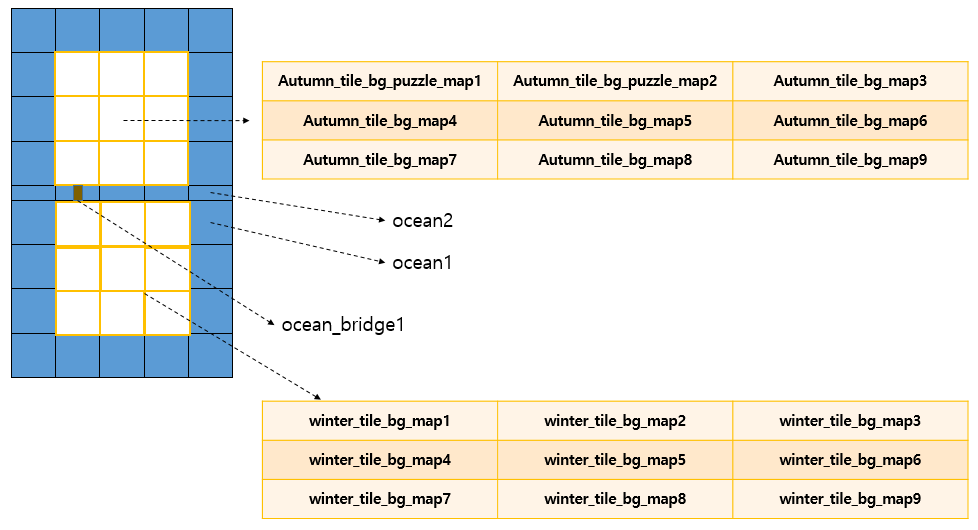 Autumn_tile_bg_puzzle_map1 Autumn_tile_bg_puzzle_map2 Autumn_tile_bg_map3
Autumn_tile_bg_map4 Autumn_tile_bg_map5 Autumn_tile_bg_map6
Autumn_tile_bg_map7 Autumn_tile_bg_map8 Autumn_tile_bg_map9
ocean2
ocean1
ocean_bridge1
winter_tile_bg_map1 winter_tile_bg_map2 winter_tile_bg_map3
winter_tile_bg_map4 winter_tile_bg_map5 winter_tile_bg_map6
winter_tile_bg_map7 winter_tile_bg_map8 winter_tile_bg_map9